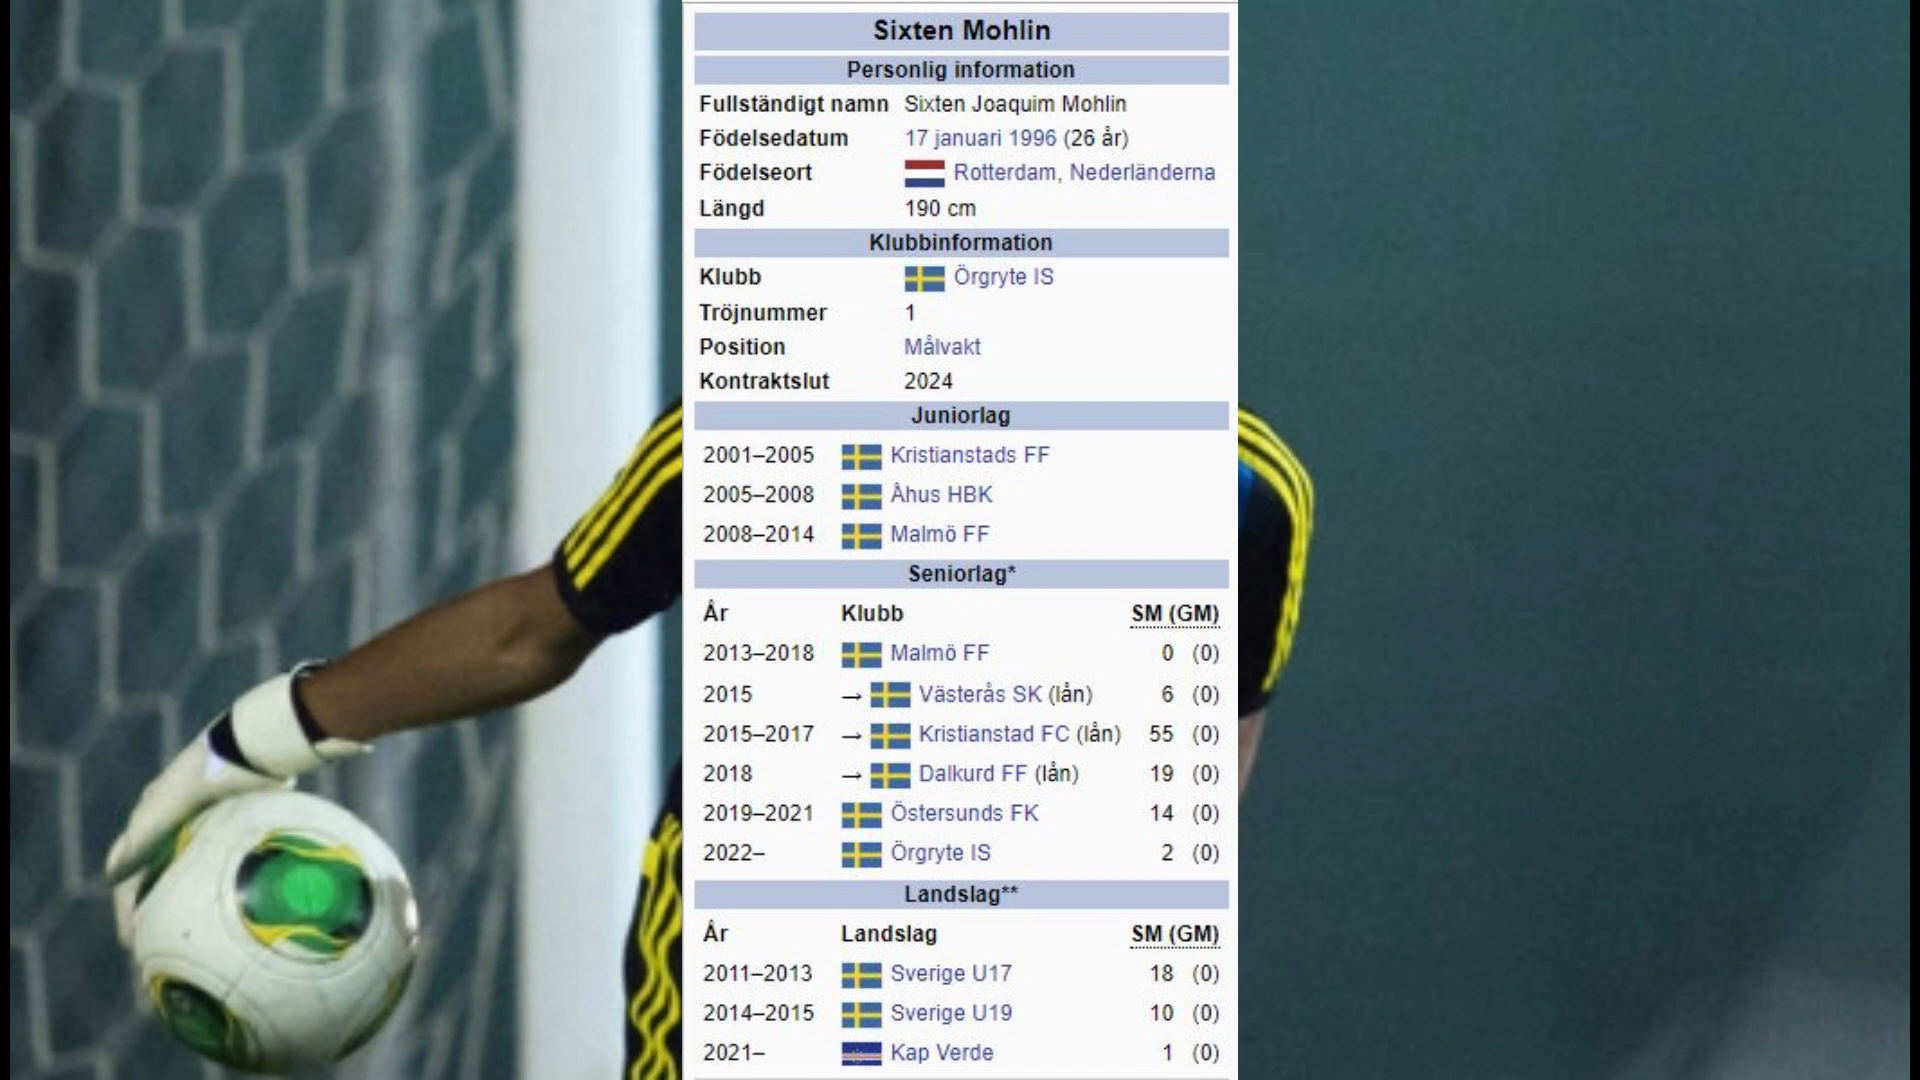 Sixten Mohlin
Personlig information
Fullständigt namn Sixten Joaquim Mohlin
Födelsedatum 17 januari 1996 (26 år)
Födelseort Rotterdam, Nederländerna
Längd 190 cm
Klubbinformation
Klubb Örgryte IS
Tröjnummer 1
Position Målvakt
Kontraktslut 2024
Juniorlag
2001–2005 Kristianstads FF
2005–2008 Åhus HBK
2008–2014 Malmö FF
Seniorlag*
År Klubb SM (GM)
2013–2018 Malmö FF 0 (0)
2015 → Västerås SK (lån) 6 (0)
2015–2017 → Kristianstad FC (lån) 55 (0)
2018 → Dalkurd FF (lån) 19 (0)
2019–2021 Östersunds FK 14 (0)
2022– Örgryte IS 2 (0)
Landslag**
År Landslag SM (GM)
2011–2013 Sverige U17 18 (0)
2014–2015 Sverige U19 10 (0)
2021– Kap Verde 1 (0)